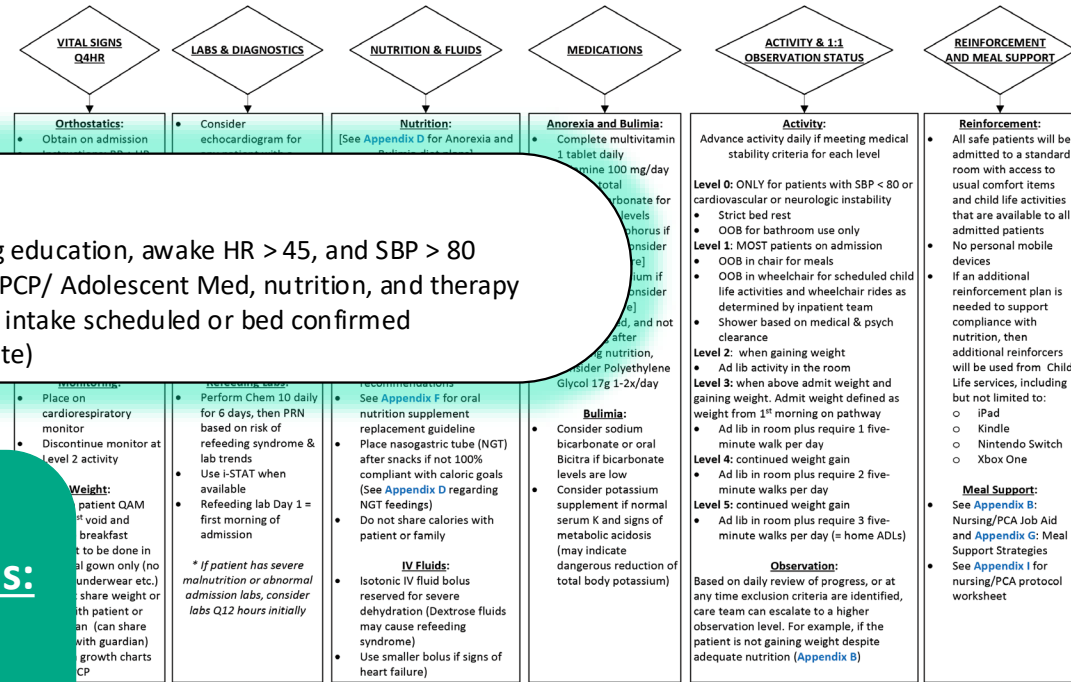 VITAL SIGNS
Q4HR
LABS & DIAGNOSTICS
NUTRITION & FLUIDS
MEDICATIONS
ACTIVITY & 1:1
OBSERVATION STATUS
REINFORCEMENT
AND MEAL SUPPORT
Orthostatics:
• Obtain on admission
• Consider
echocardiogram for
Nutrition:
[See Appendix D for Anorexia and
g education, awake HR > 45, and SBP > 80
PCP/ Adolescent Med, nutrition, and therapy
intake scheduled or bed confirmed
te)
Monitoring:
• Place on
cardiorespiratory
monitor
• Discontinue monitor at
Level 2 activity
Weight:
patient QAM
st void and
breakfast
t to be done in
al gown only (no
underwear etc.)
share weight or
ith patient or
an (can share
with guardian)
growth charts
CP
s:
Refeeding Labs:
• Perform Chem 10 daily
for 6 days, then PRN
based on risk of
refeeding syndrome &
lab trends
• Use i-STAT when
available
• Refeeding lab Day 1 =
first morning of
admission
* If patient has severe
malnutrition or abnormal
admission labs, consider
labs Q12 hours initially
recommendations
• See Appendix F for oral
nutrition supplement
replacement guideline
• Place nasogastric tube (NGT)
after snacks if not 100%
compliant with caloric goals
(See Appendix D regarding
NGT feedings)
• Do not share calories with
patient or family
IV Fluids:
• Isotonic IV fluid bolus
reserved for severe
dehydration (Dextrose fluids
may cause refeeding
syndrome)
• Use smaller bolus if signs of
heart failure)
Anorexia and Bulimia:
• Complete multivitamin
1 tablet daily
amine 100 mg/day
total
rbonate for
levels
phorus if
onsider
re]
ium if
onsider
e]
ed, and not
after
g nutrition,
sider Polyethylene
Glycol 17g 1-2x/day
Bulimia:
• Consider sodium
bicarbonate or oral
Bicitra if bicarbonate
levels are low
• Consider potassium
supplement if normal
serum K and signs of
metabolic acidosis
(may indicate
dangerous reduction of
total body potassium)
Activity:
Advance activity daily if meeting medical
stability criteria for each level
Level 0: ONLY for patients with SBP < 80 or
cardiovascular or neurologic instability
• Strict bed rest
• OOB for bathroom use only
Level 1: MOST patients on admission
• OOB in chair for meals
• OOB in wheelchair for scheduled child
life activities and wheelchair rides as
determined by inpatient team
• Shower based on medical & psych
clearance
Level 2: when gaining weight
• Ad lib activity in the room
Level 3: when above admit weight and
gaining weight. Admit weight defined as
weight from 1st morning on pathway
• Ad lib in room plus require 1 five-
minute walk per day
Level 4: continued weight gain
• Ad lib in room plus require 2 five-
minute walks per day
Level 5: continued weight gain
• Ad lib in room plus require 3 five-
minute walks per day (= home ADLs)
Observation:
Based on daily review of progress, or at
any time exclusion criteria are identified,
care team can escalate to a higher
observation level. For example, if the
patient is not gaining weight despite
adequate nutrition (Appendix B)
Reinforcement:
• All safe patients will be
admitted to a standard
room with access to
usual comfort items
and child life activities
that are available to all
admitted patients
• No personal mobile
devices
• If an additional
reinforcement plan is
needed to support
compliance with
nutrition, then
additional reinforcers
will be used from Child
Life services, including
but not limited to:
o iPad
o Kindle
o Nintendo Switch
o Xbox One
Meal Support:
• See Appendix B:
Nursing/PCA Job Aid
and Appendix G: Meal
Support Strategies
• See Appendix I for
nursing/PCA protocol
worksheet